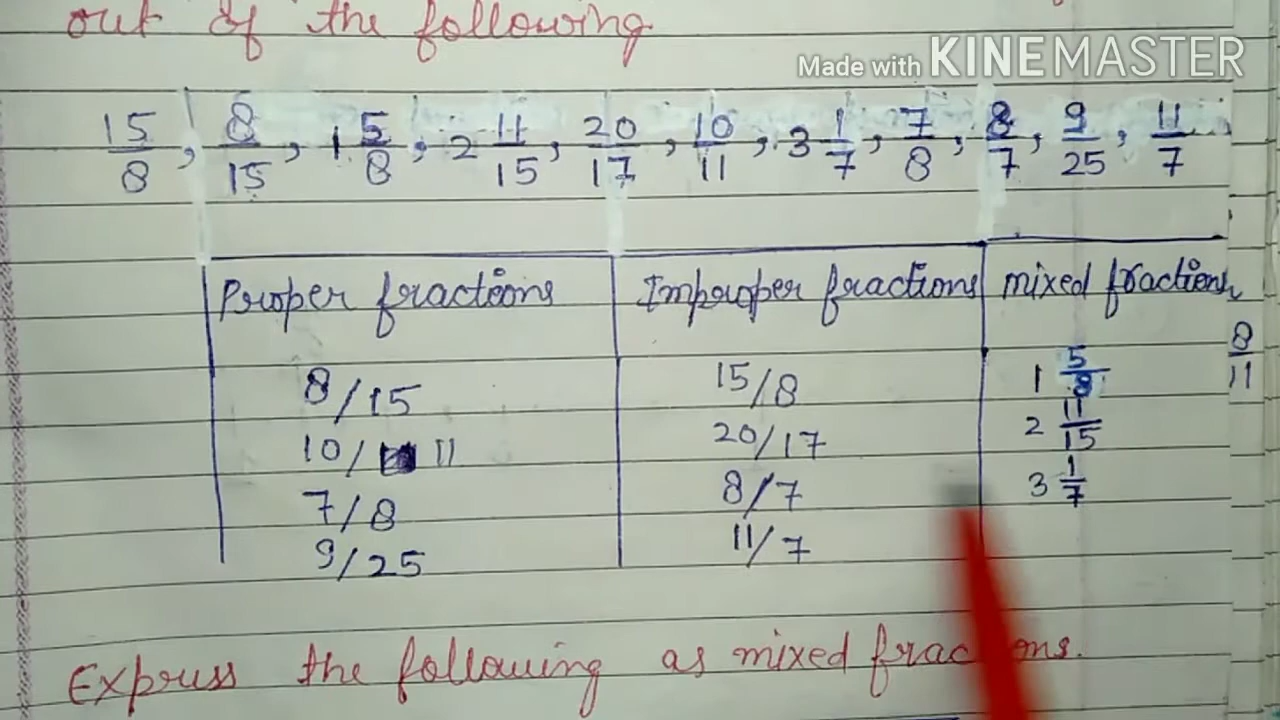 out of the following
Made with KINEMASTER
15/8, 8/15, 1 5/8, 2 11/15, 20/17, 10/11, 3 1/7, 7/8, 8/7, 9/25, 11/7
Proper fractions Improper fractions mixed fractions
8/15 15/8 1 5/8 8/11
10/ 11 20/17 2 11/15
7/8 8/7 3 1/7
9/25 11/7
Express the following as mixed